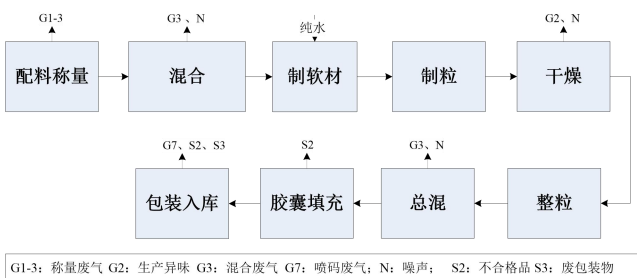 G1-3
G3 、N
纯水
G2、N
配料称量
混合
制软材
制粒
干燥
G7、S2、S3
S2
G3、N
包装入库
胶囊填充
总混
整粒
G1-3：称量废气 G2：生产异味 G3：混合废气 G7：喷码废气；N：噪声； S2：不合格品 S3：废包装物